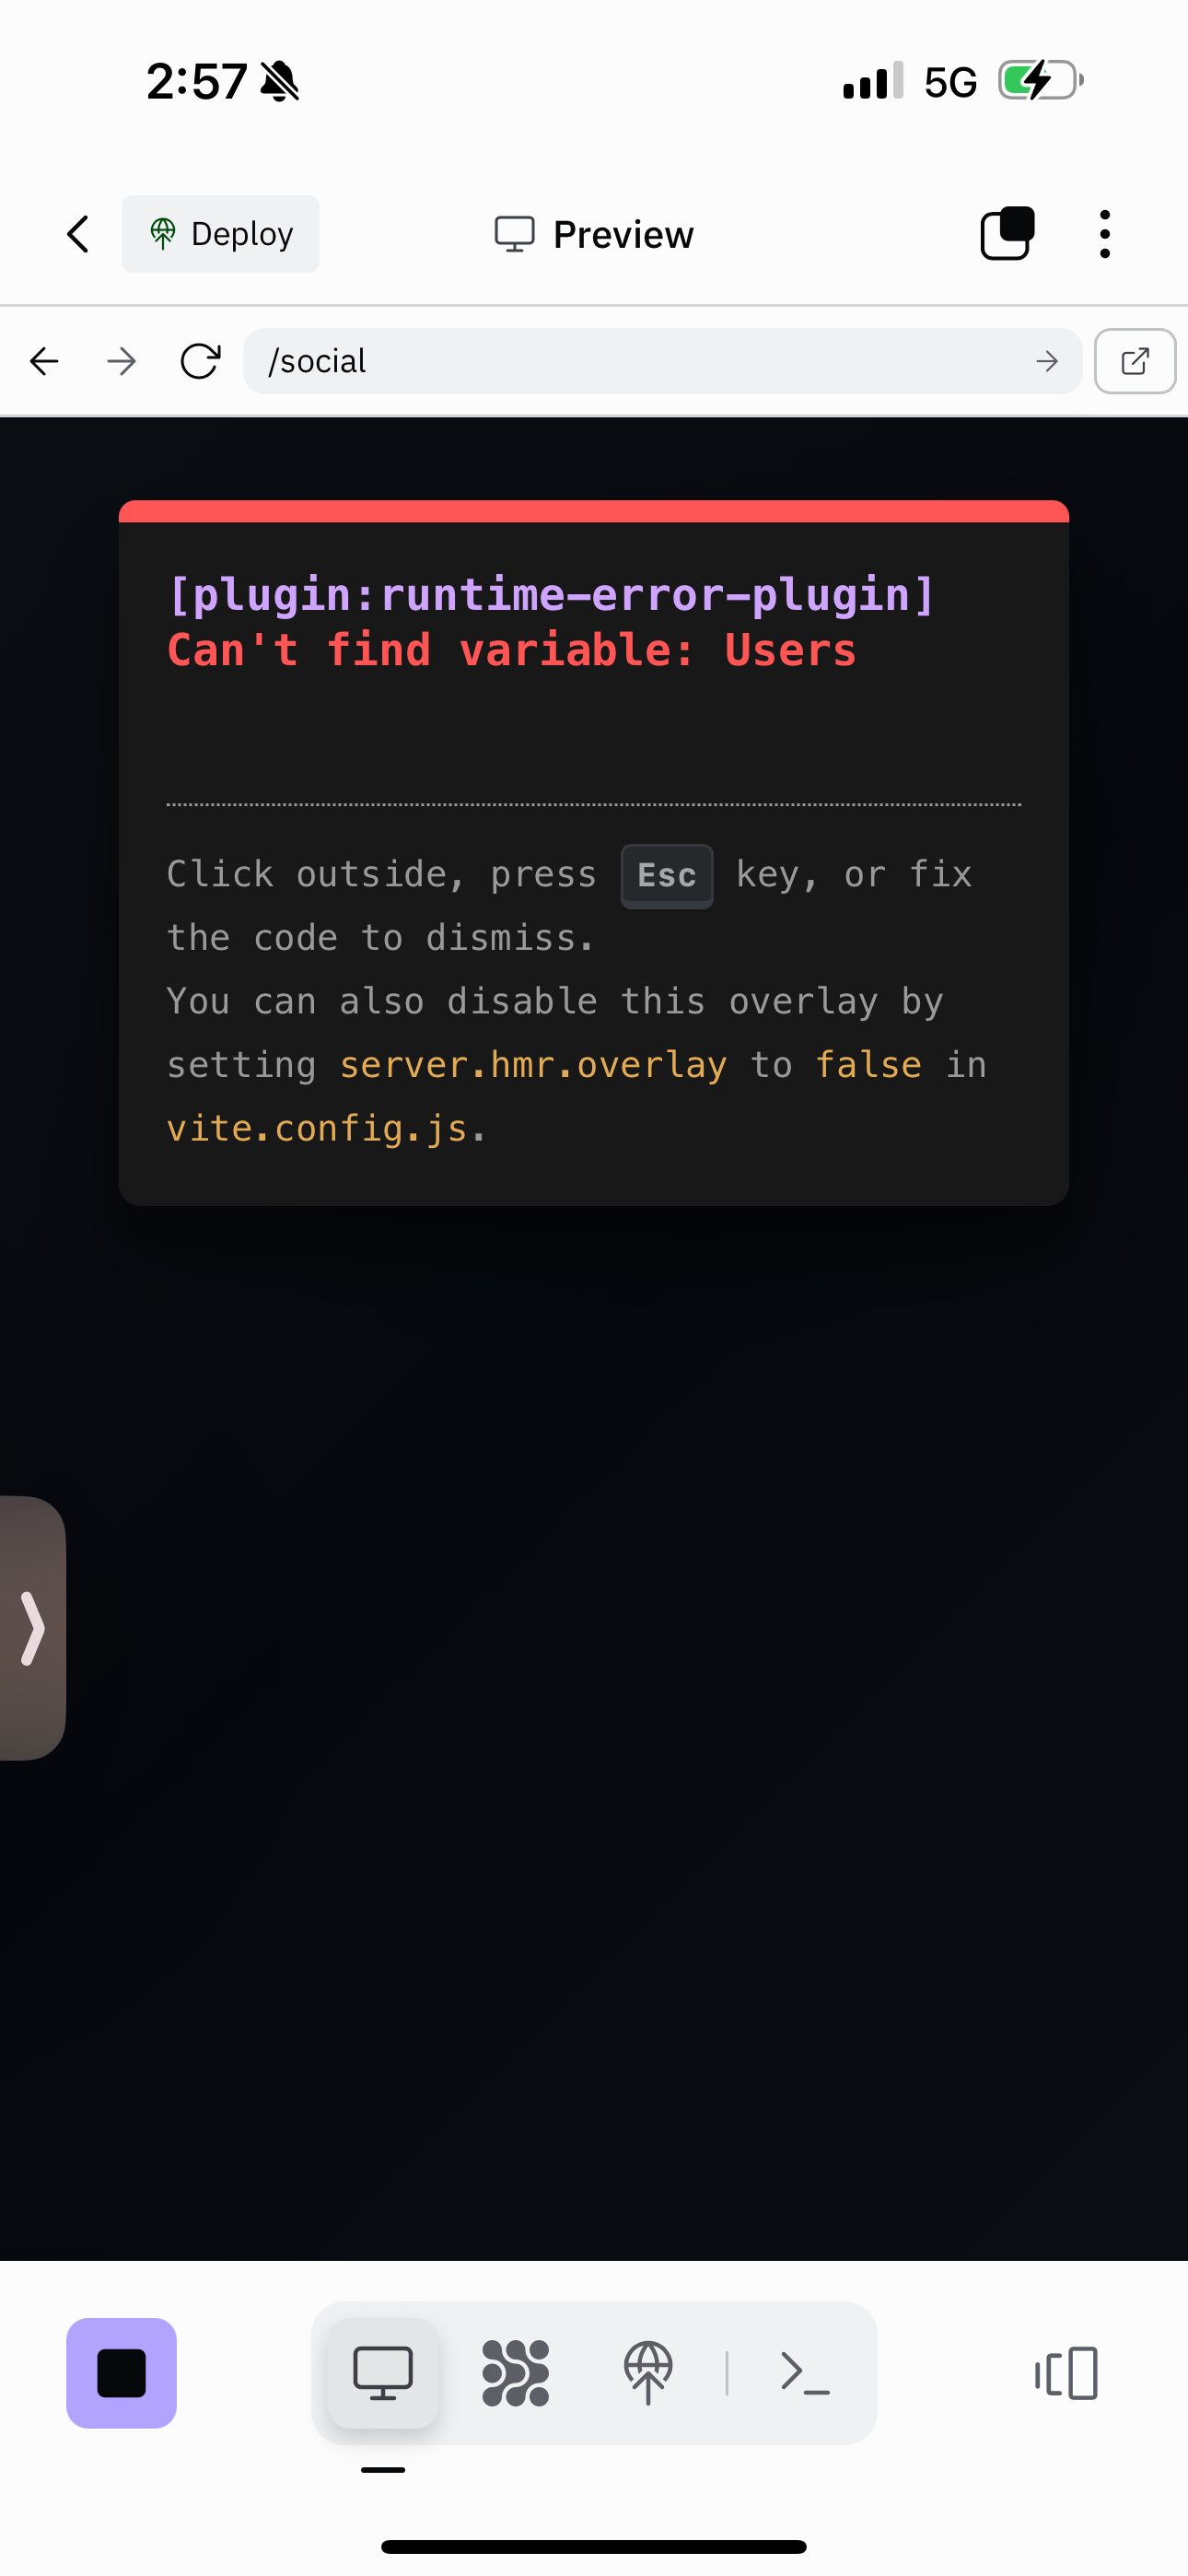 2:57 5G
Deploy Preview
/social
[plugin:runtime-error-plugin]
Can't find variable: Users
Click outside, press Esc key, or fix
the code to dismiss.
You can also disable this overlay by
setting server.hmr.overlay to false in
vite.config.js.